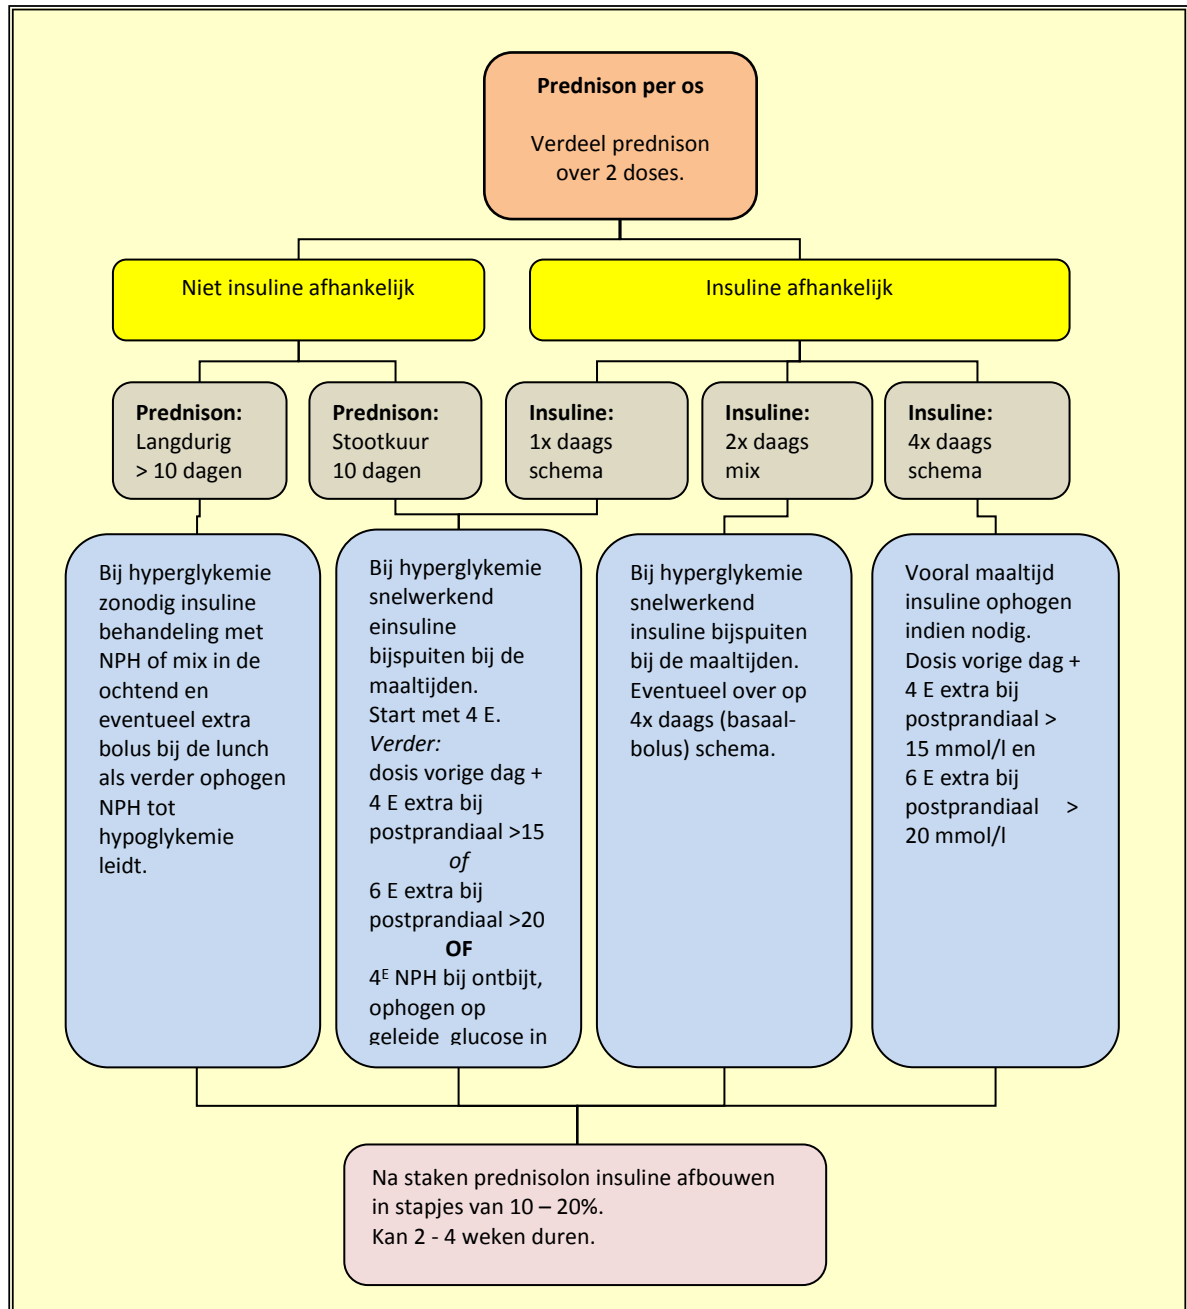 Prednison per os
Verdeel prednison
over 2 doses.
Niet insuline afhankelijk
Insuline afhankelijk
Prednison:
Langdurig
> 10 dagen
Prednison:
Stootkuur
10 dagen
Insuline:
1x daags
schema
Insuline:
2x daags
mix
Insuline:
4x daags
schema
Bij hyperglykemie
zonodig insuline
behandeling met
NPH of mix in de
ochtend en
eventueel extra
bolus bij de lunch
als verder ophogen
NPH tot
hypoglykemie
leidt.
Bij hyperglykemie
snelwerkend
einsuline
bijspuiten bij de
maaltijden.
Start met 4 E.
Verder:
dosis vorige dag +
4 E extra bij
postprandiaal >15
of
6 E extra bij
postprandiaal >20
OF
4ᴱ NPH bij ontbijt,
ophogen op
geleide glucose in
Bij hyperglykemie
snelwerkend
insuline bijspuiten
bij de maaltijden.
Eventueel over op
4x daags (basaal-
bolus) schema.
Vooral maaltijd
insuline ophogen
indien nodig.
Dosis vorige dag +
4 E extra bij
postprandiaal >
15 mmol/l en
6 E extra bij
postprandiaal >
20 mmol/l
Na staken prednisolon insuline afbouwen
in stapjes van 10 – 20%.
Kan 2 - 4 weken duren.